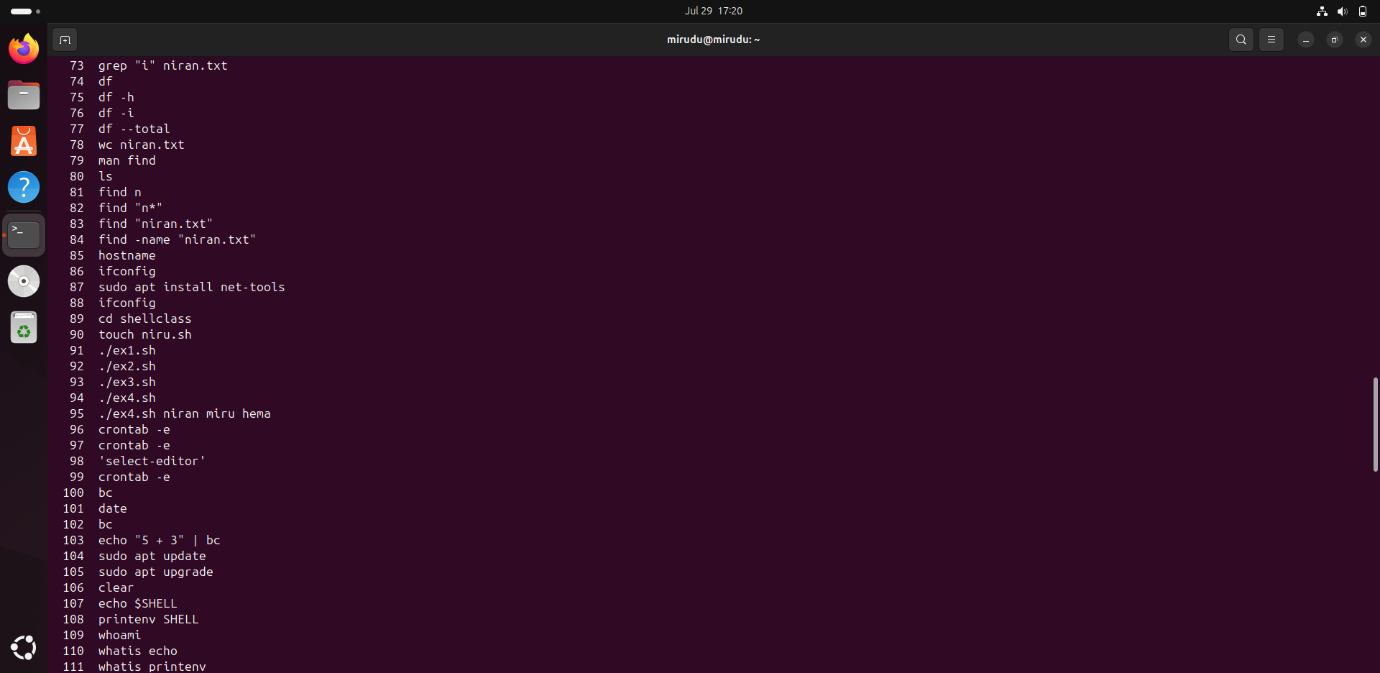 Jul 29 17:20
mirudu@mirudu: ~
73 grep "i" niran.txt
74 df
75 df -h
76 df -i
77 df --total
78 wc niran.txt
79 man find
80 ls
81 find n
82 find "n*"
83 find "niran.txt"
84 find -name "niran.txt"
85 hostname
86 ifconfig
87 sudo apt install net-tools
88 ifconfig
89 cd shellclass
90 touch niru.sh
91 ./ex1.sh
92 ./ex2.sh
93 ./ex3.sh
94 ./ex4.sh
95 ./ex4.sh niran miru hema
96 crontab -e
97 crontab -e
98 'select-editor'
99 crontab -e
100 bc
101 date
102 bc
103 echo "5 + 3" | bc
104 sudo apt update
105 sudo apt upgrade
106 clear
107 echo $SHELL
108 printenv SHELL
109 whoami
110 whatis echo
111 whatis printenv